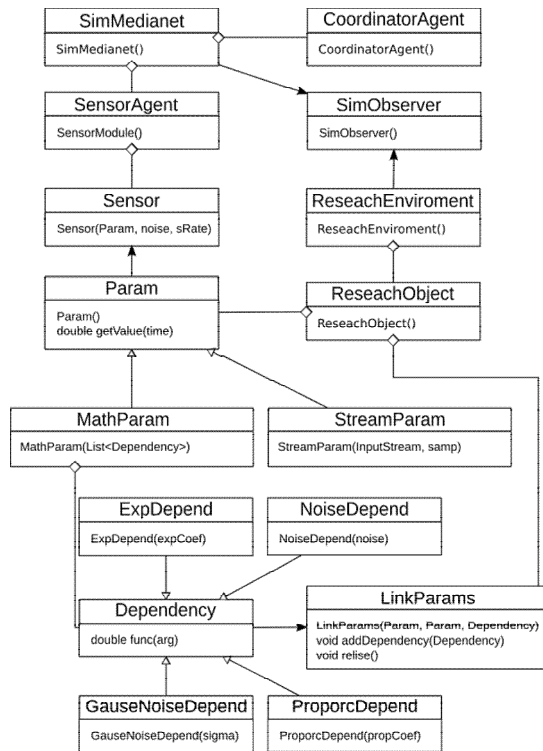 SimMedianet
SimMedianet()
CoordinatorAgent
CoordinatorAgent()
SensorAgent
SensorModule()
SimObserver
SimObserver()
Sensor
Sensor(Param, noise, sRate)
ReseachEnviroment
ReseachEnviroment()
Param
Param()
double getValue(time)
ReseachObject
ReseachObject()
MathParam
MathParam(List<Dependency>)
StreamParam
StreamParam(InputStream, samp)
ExpDepend
ExpDepend(expCoef)
NoiseDepend
NoiseDepend(noise)
Dependency
double func(arg)
LinkParams
LinkParams(Param, Param, Dependency)
void addDependency(Dependency)
void relise()
GauseNoiseDepend
GauseNoiseDepend(sigma)
ProporcDepend
ProporcDepend(propCoef)